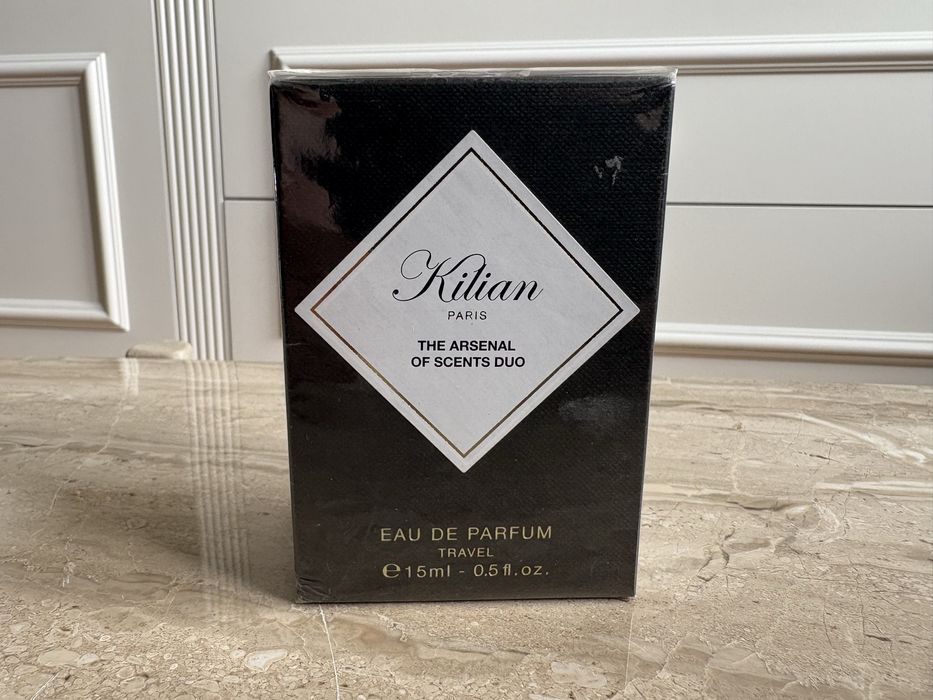 Kilian
PARIS
THE ARSENAL
OF SCENTS DUO
EAU DE PARFUM
TRAVEL
℮15ml - 0.5 fl.oz.